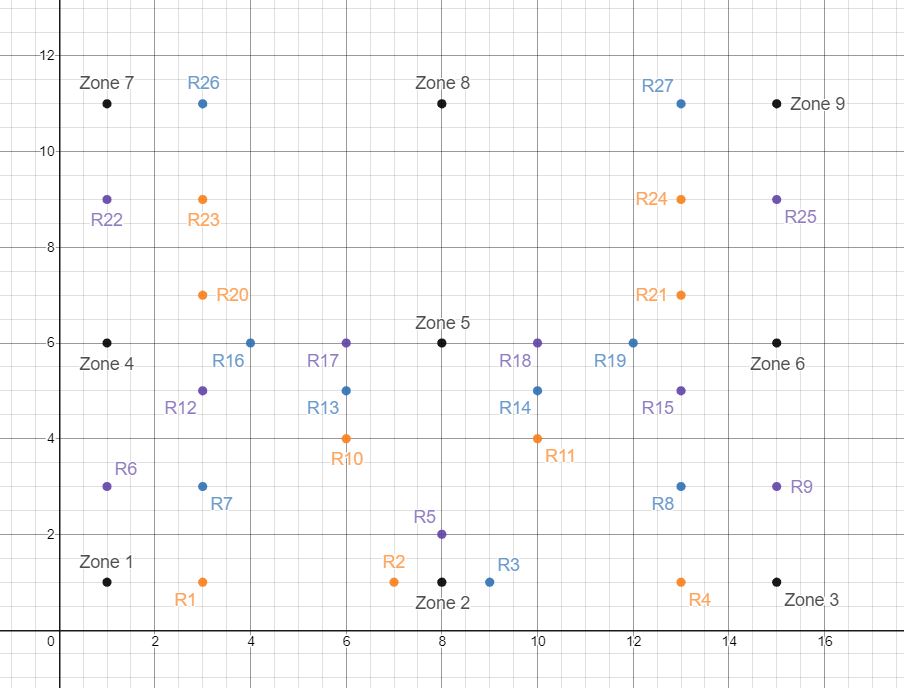 12
Zone 7
R26
Zone 8
R27
Zone 9
10
R22
R23
R24
R25
8
R20
R21
6
Zone 5
Zone 4
R16
R17
R18
R19
Zone 6
R12
R13
R14
R15
4
R10
R11
R6
R7
R8
R9
R5
2
Zone 1
R2
R3
R1
Zone 2
R4
Zone 3
0 2 4 6 8 10 12 14 16